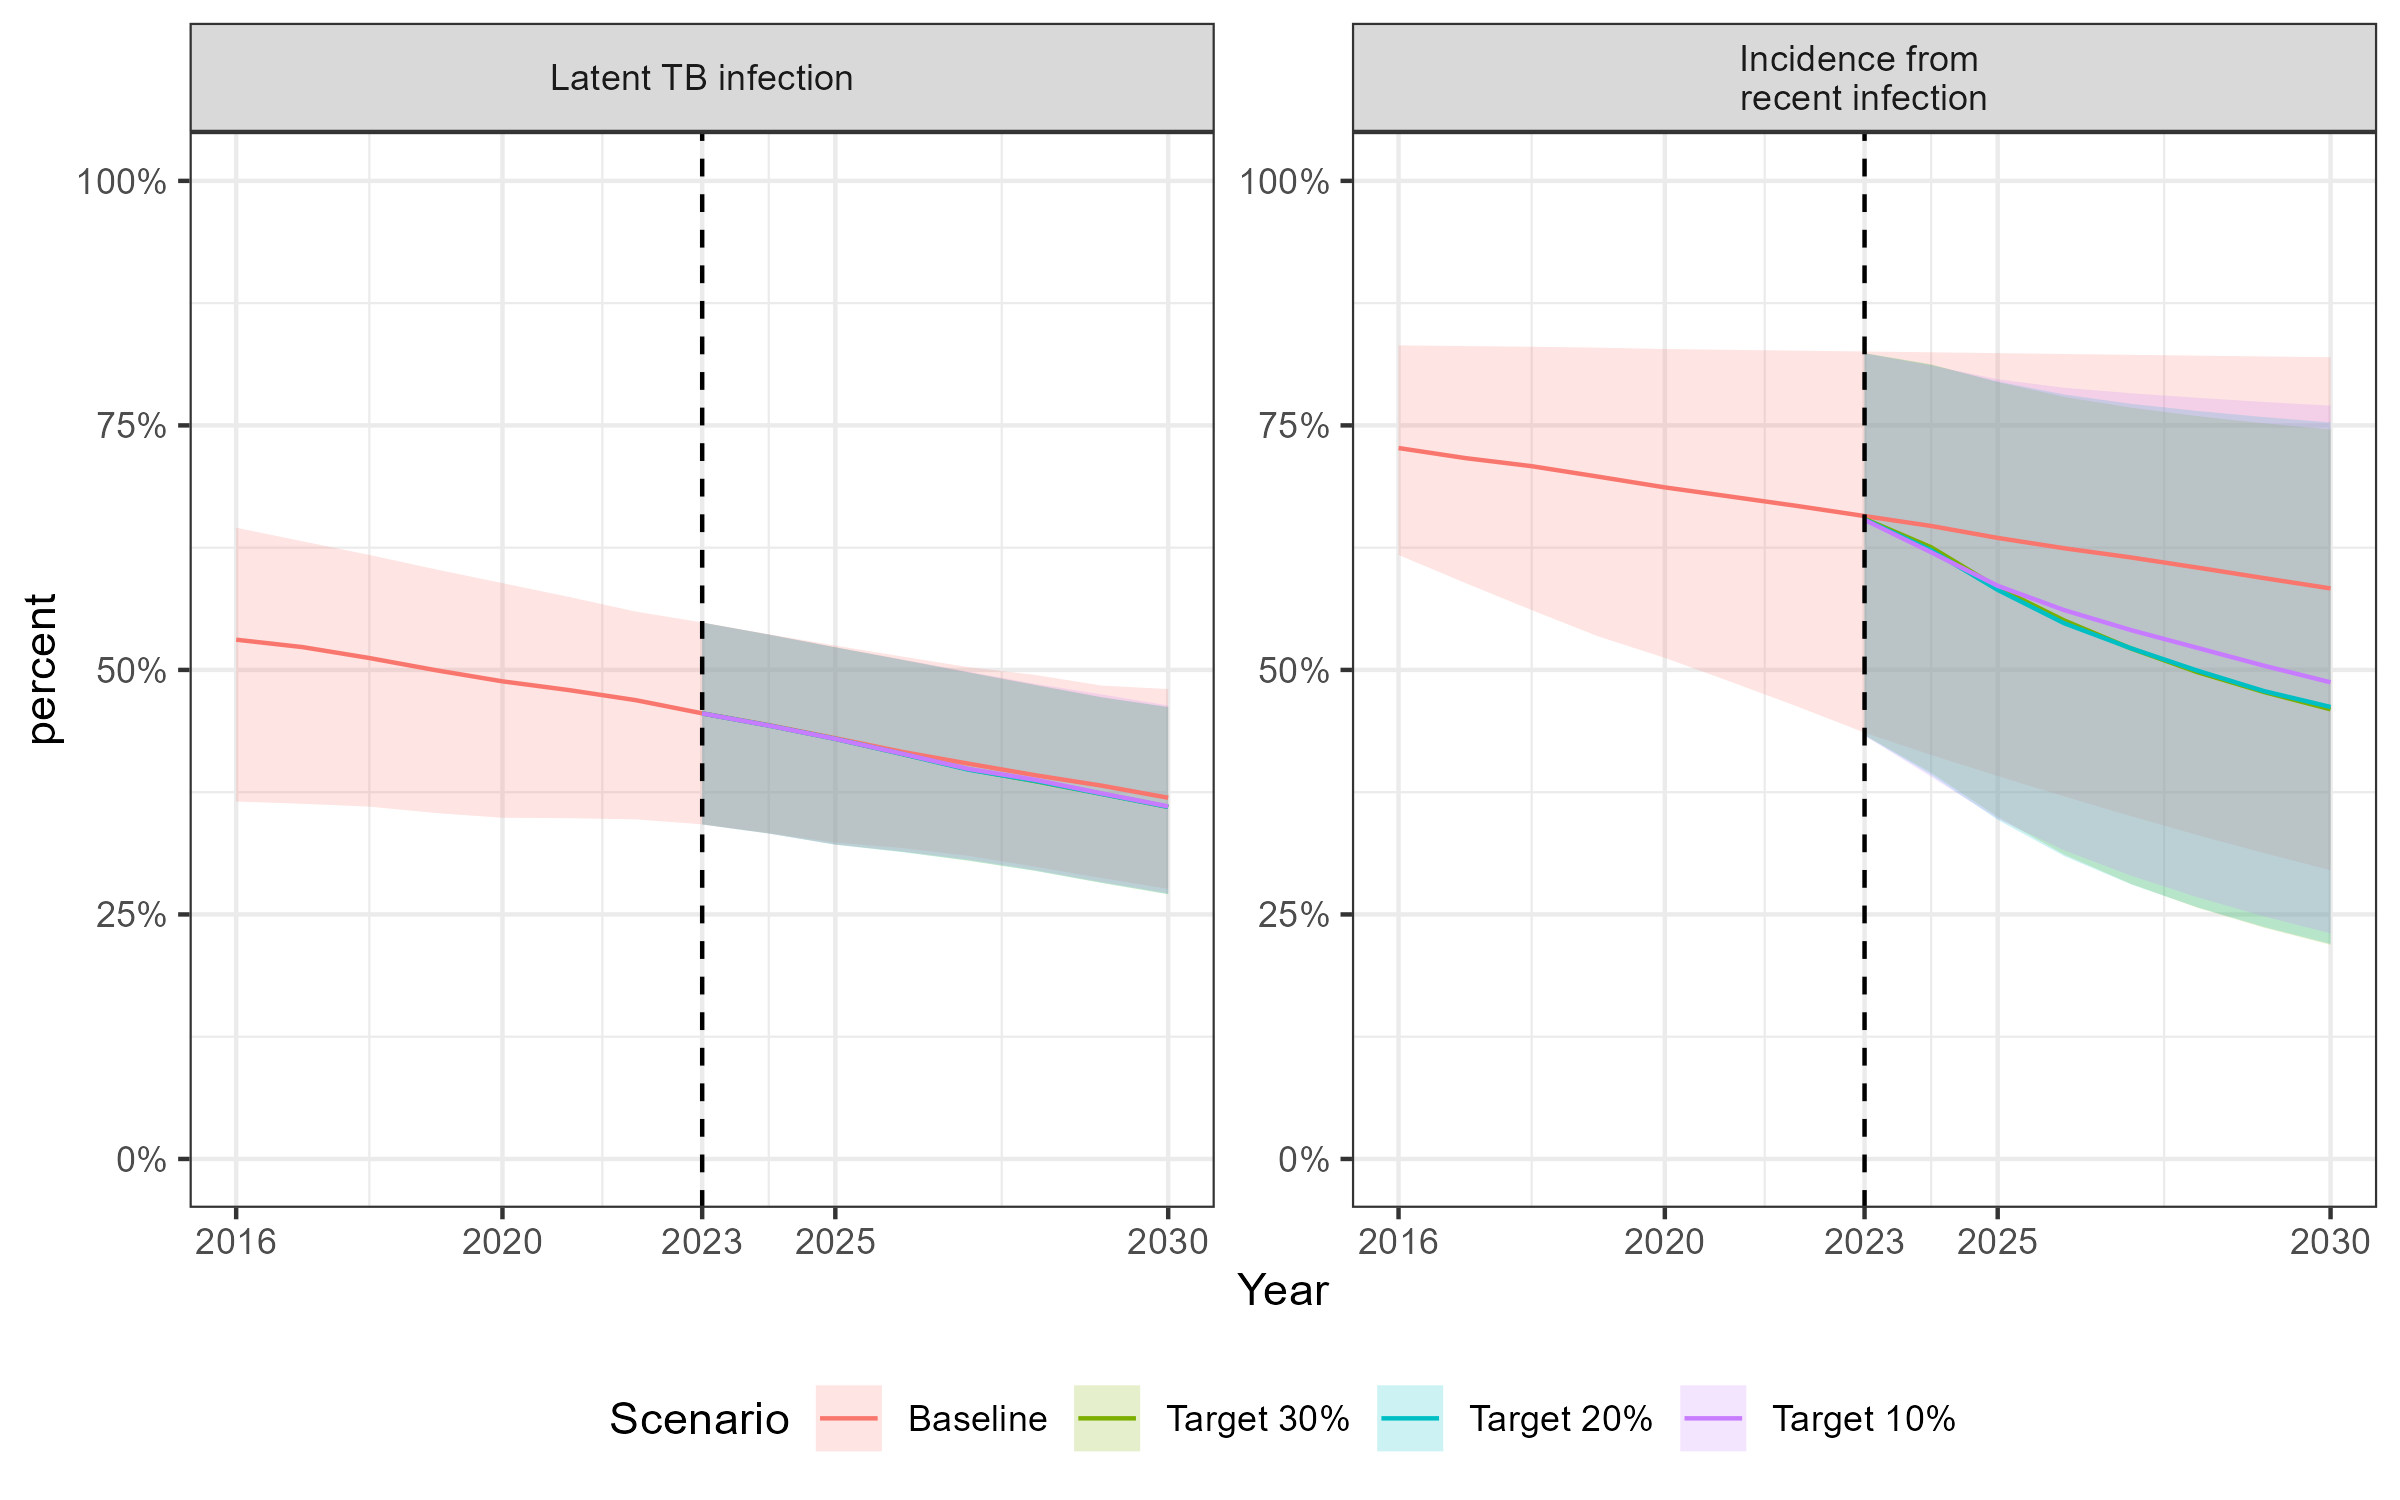 Latent TB infection
Incidence from
recent infection
percent
100%
75%
50%
25%
0%
100%
75%
50%
25%
0%
2016 2020 2023 2025 2030
2016 2020 2023 2025 2030
Year
Scenario Baseline Target 30% Target 20% Target 10%